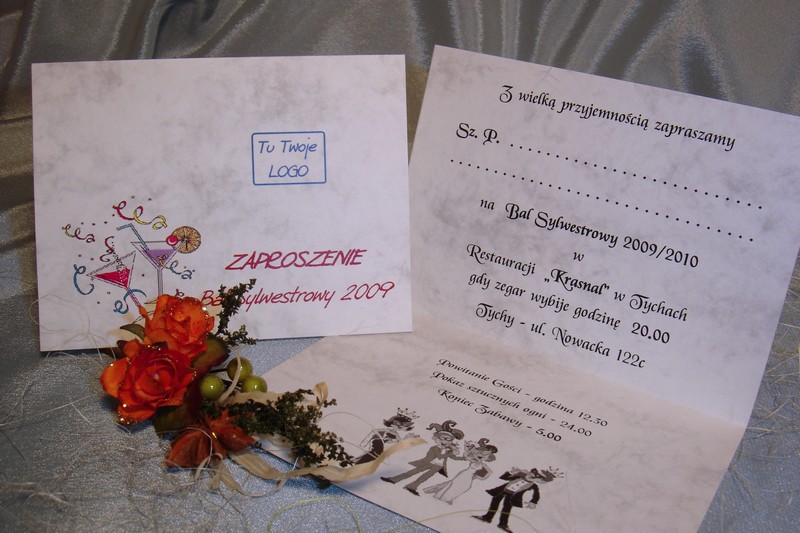 Tu Twoje
LOGO
ZAPROSZENIE
Bal Sylwestrowy 2009
Z wielką przyjemnością zapraszamy
Sz. P. ..............................
........................................
na Bal Sylwestrowy 2009/2010
w
Restauracji „Krasnal" w Tychach
gdy zegar wybije godzinę 20.00
Tychy - ul. Nowacka 122c
Powitanie Gości - godzina 12.30
Pokaz sztucznych ogni - 24.00
Koniec Zabawy - 5.00